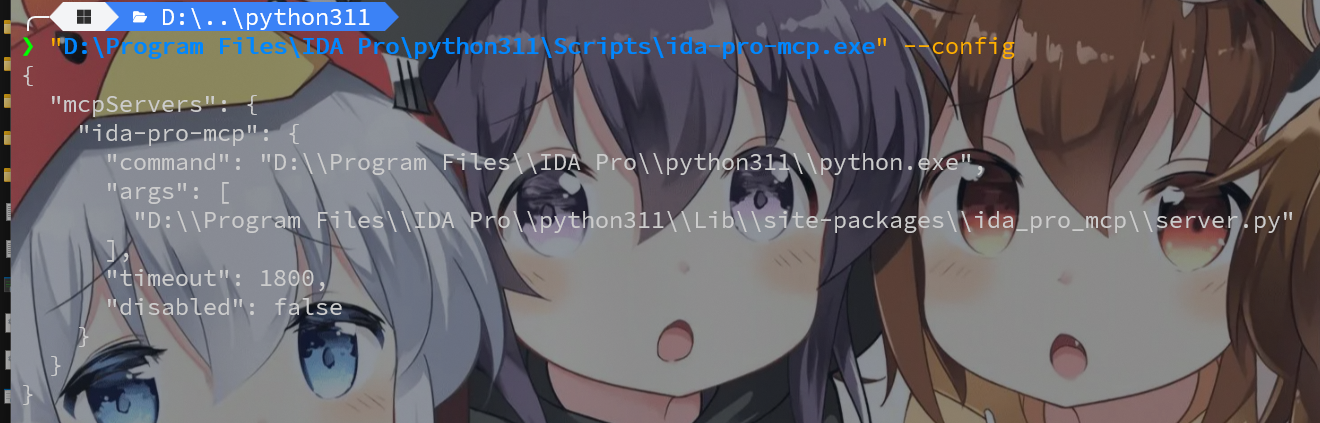 D:\..\python311
❯ "D:\Program Files\IDA Pro\python311\Scripts\ida-pro-mcp.exe" --config
{
  "mcpServers": {
    "ida-pro-mcp": {
      "command": "D:\\Program Files\\IDA Pro\\python311\\python.exe",
      "args": [
        "D:\\Program Files\\IDA Pro\\python311\\Lib\\site-packages\\ida_pro_mcp\\server.py"
      ],
      "timeout": 1800,
      "disabled": false
    }
  }
}